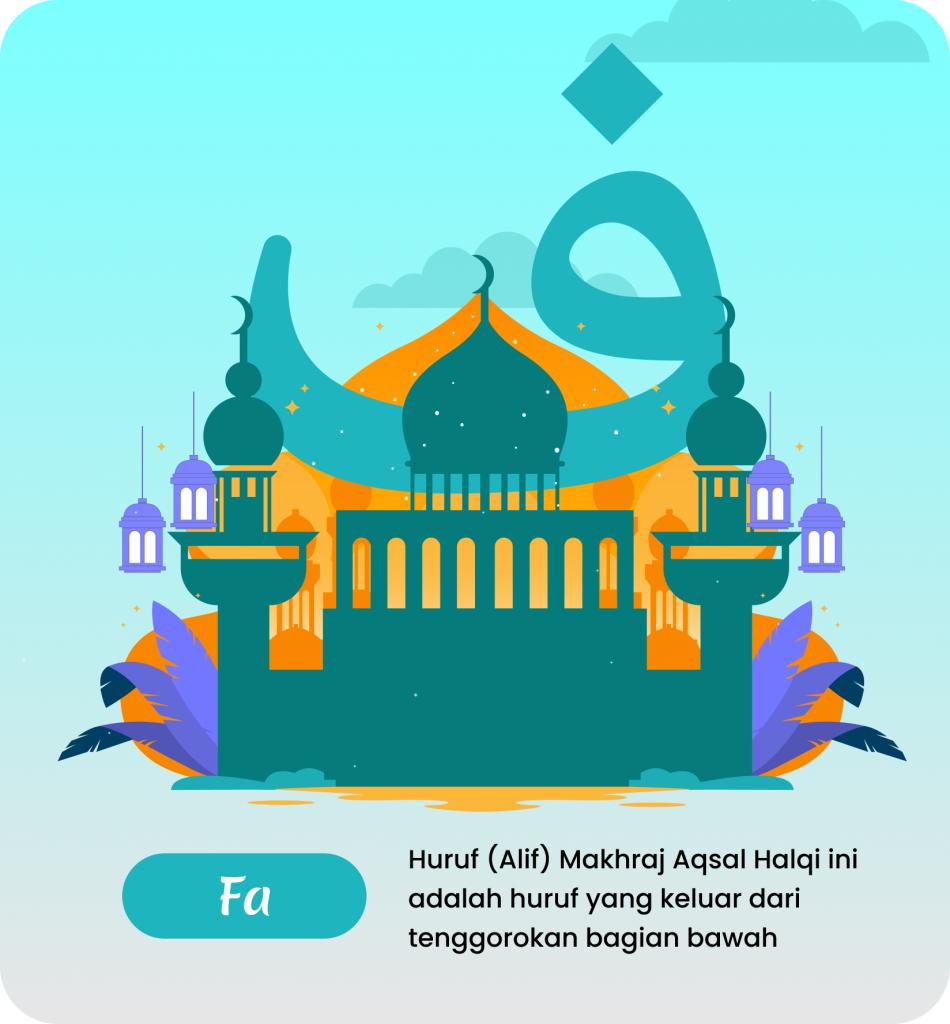 ف
Fa
Huruf (Alif) Makhraj Aqsal Halqi ini
adalah huruf yang keluar dari
tenggorokan bagian bawah